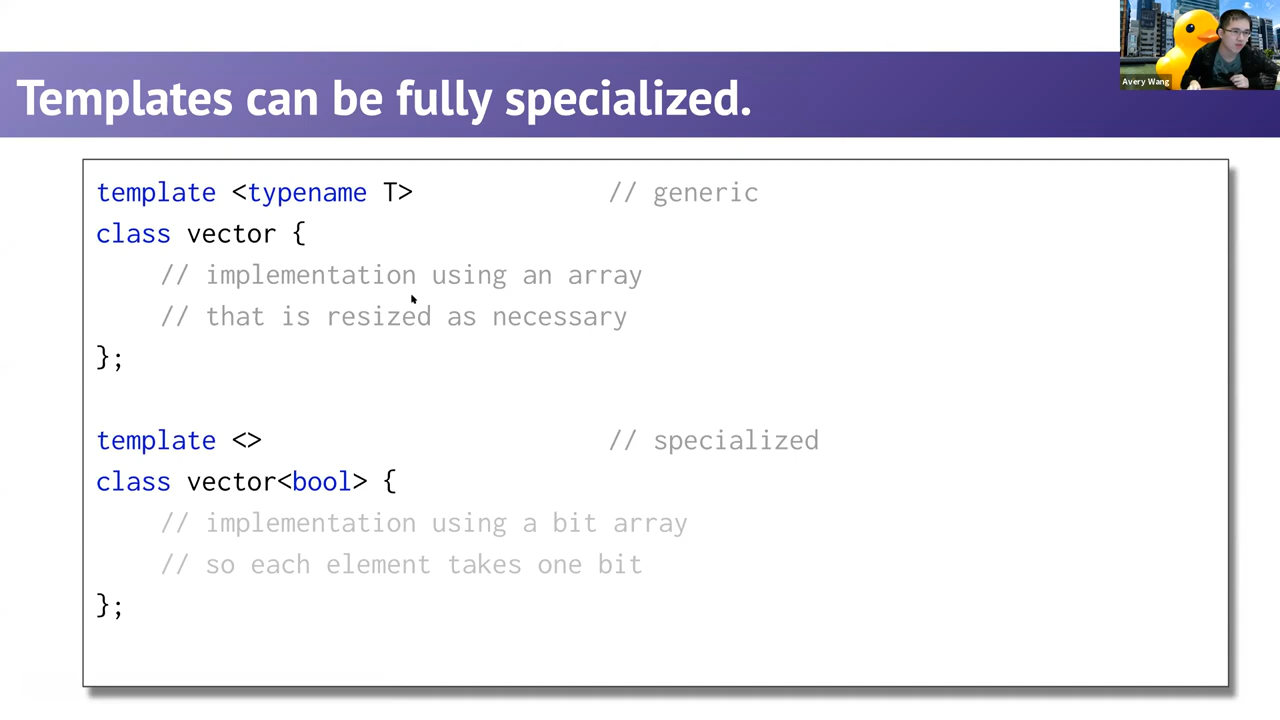 Templates can be fully specialized.
Avery Wang
template <typename T> // generic
class vector {
// implementation using an array
// that is resized as necessary
};
template <> // specialized
class vector<bool> {
// implementation using a bit array
// so each element takes one bit
};